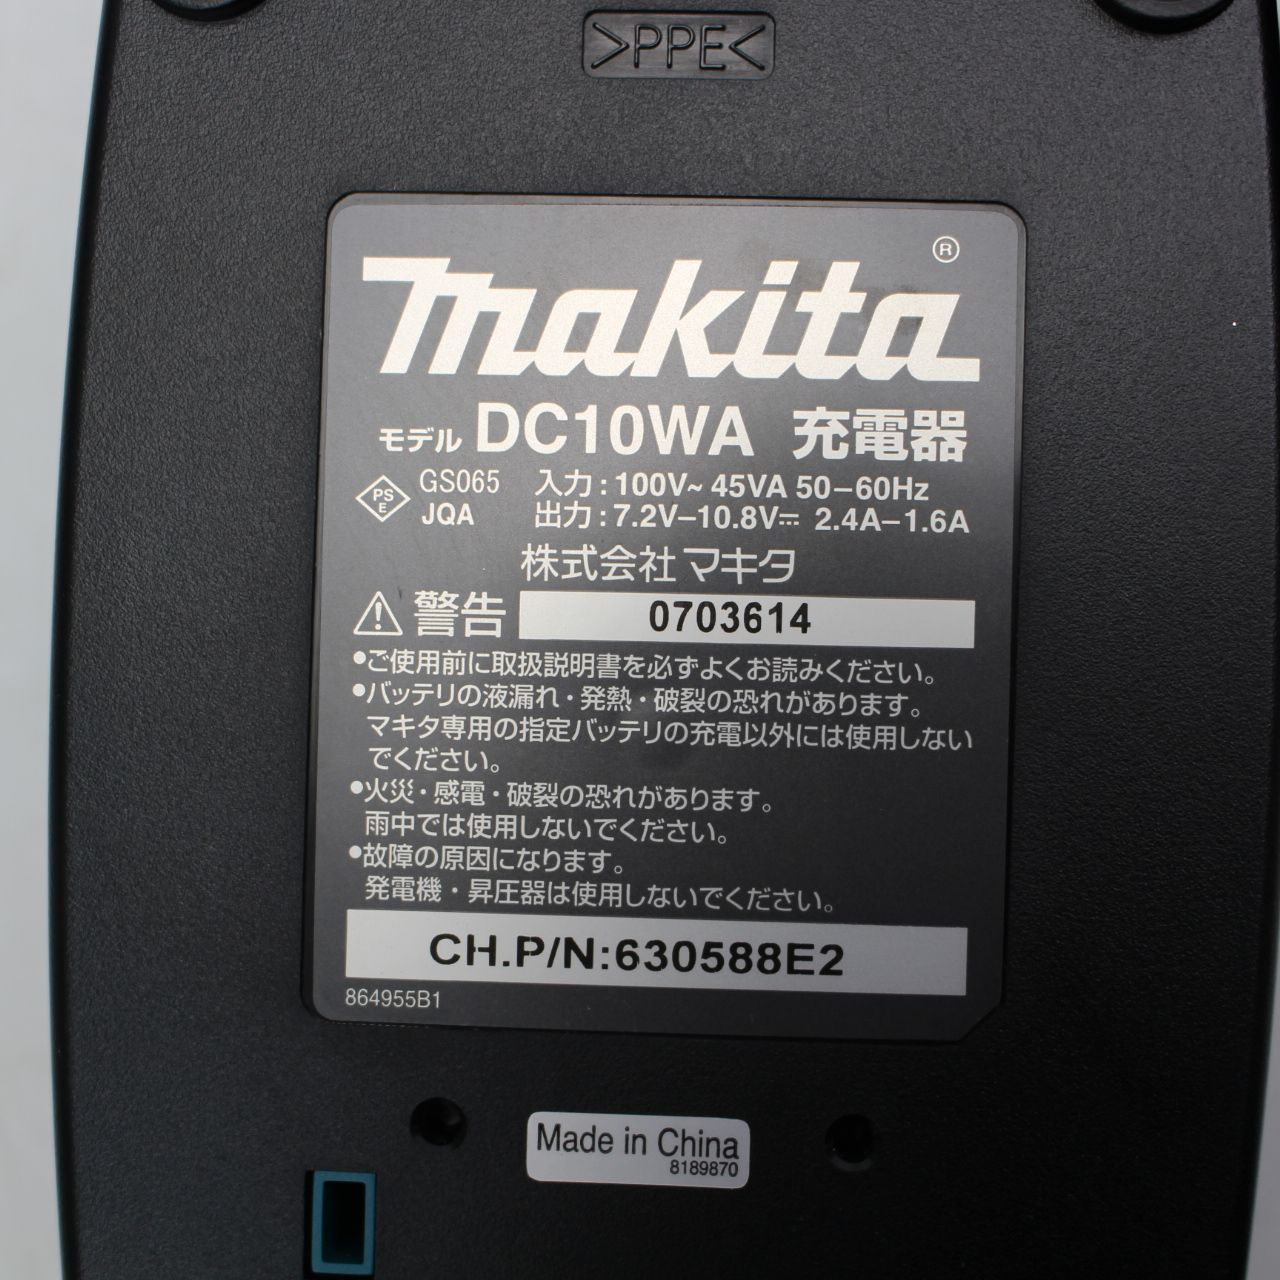 >PPE<
makita®
モデル DC10WA 充電器
PSE GS065 入力:100V~ 45VA 50-60Hz
JQA 出力:7.2V-10.8V⎓ 2.4A-1.6A
株式会社マキタ
⚠警告 0703614
•ご使用前に取扱説明書を必ずよくお読みください。
•バッテリの液漏れ・発熱・破裂の恐れがあります。
マキタ専用の指定バッテリの充電以外には使用しない
でください。
•火災・感電・破裂の恐れがあります。
雨中では使用しないでください。
•故障の原因になります。
発電機・昇圧器は使用しないでください。
CH.P/N:630588E2
864955B1
Made in China
8189870